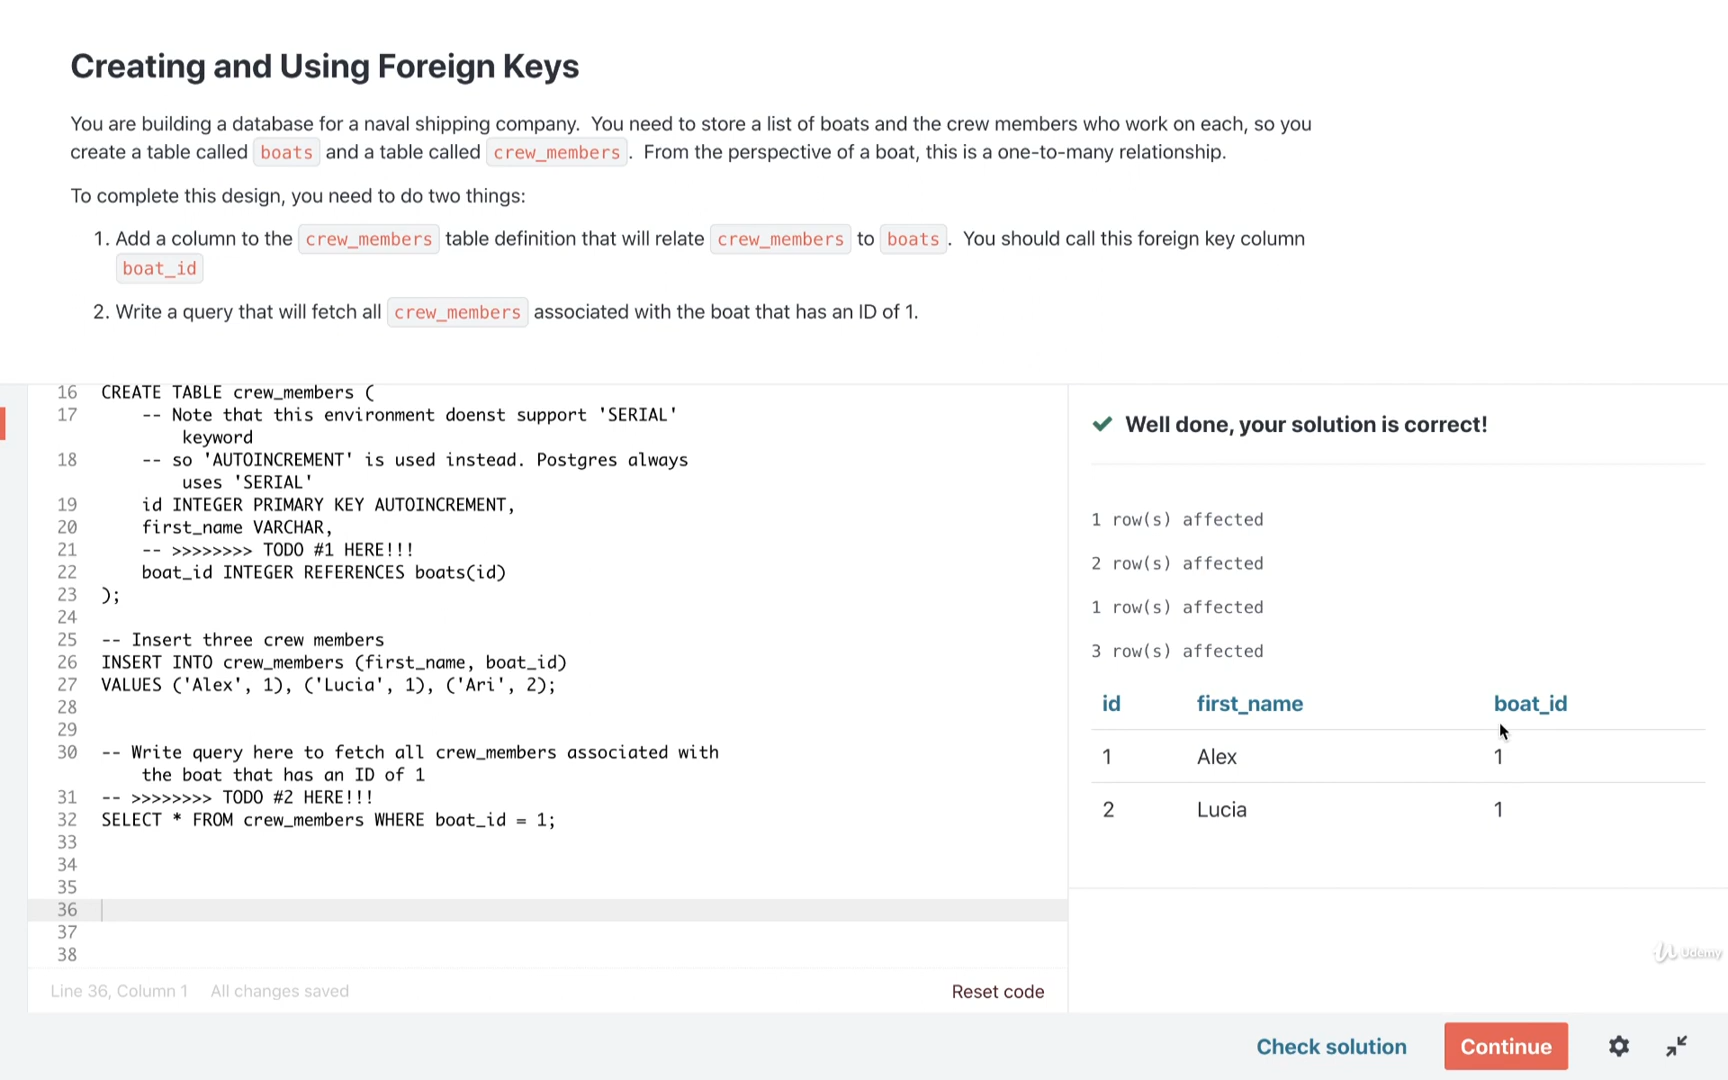 Creating and Using Foreign Keys
You are building a database for a naval shipping company.  You need to store a list of boats and the crew members who work on each, so you
create a table called boats and a table called crew_members .  From the perspective of a boat, this is a one-to-many relationship.
To complete this design, you need to do two things:
1. Add a column to the crew_members table definition that will relate crew_members to boats .  You should call this foreign key column
boat_id
2. Write a query that will fetch all crew_members associated with the boat that has an ID of 1.
16 CREATE TABLE crew_members (
17     -- Note that this environment doenst support 'SERIAL'
        keyword
18     -- so 'AUTOINCREMENT' is used instead. Postgres always
        uses 'SERIAL'
19     id INTEGER PRIMARY KEY AUTOINCREMENT,
20     first_name VARCHAR,
21     -- >>>>>>>> TODO #1 HERE!!!
22     boat_id INTEGER REFERENCES boats(id)
23 );
24
25 -- Insert three crew members
26 INSERT INTO crew_members (first_name, boat_id)
27 VALUES ('Alex', 1), ('Lucia', 1), ('Ari', 2);
28
29
30 -- Write query here to fetch all crew_members associated with
    the boat that has an ID of 1
31 -- >>>>>>>> TODO #2 HERE!!!
32 SELECT * FROM crew_members WHERE boat_id = 1;
33
34
35
36
37
38
Line 36, Column 1 All changes saved
Reset code
Well done, your solution is correct!
1 row(s) affected
2 row(s) affected
1 row(s) affected
3 row(s) affected
id first_name boat_id
1 Alex 1
2 Lucia 1
Udemy
Check solution
Continue